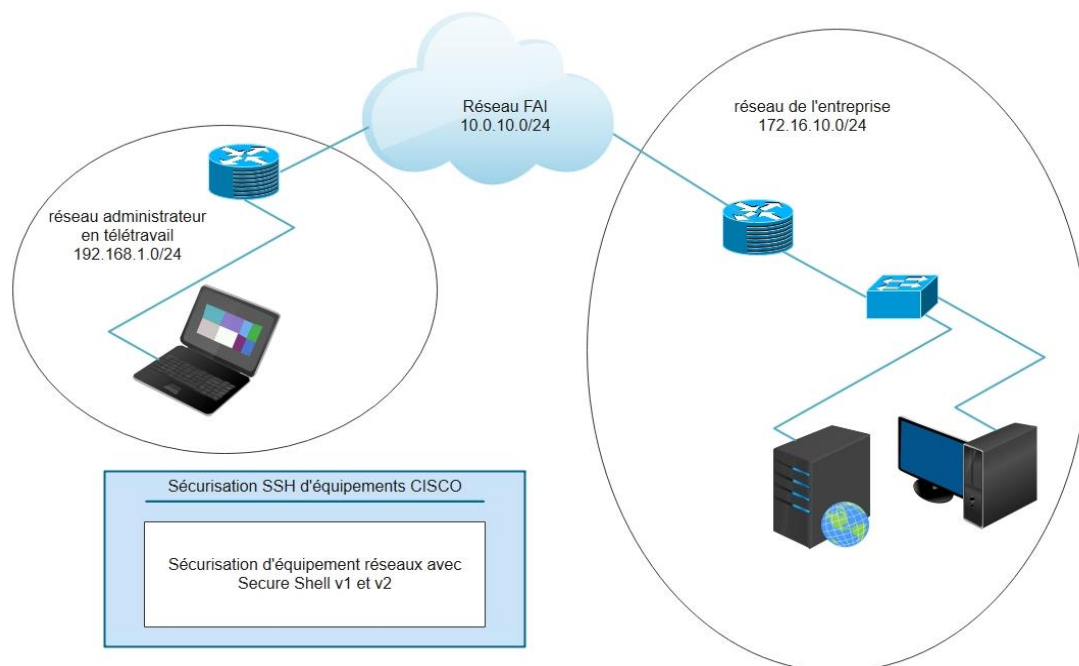 Réseau FAI
10.0.10.0/24
réseau de l'entreprise
172.16.10.0/24
réseau administrateur
en télétravail
192.168.1.0/24
Sécurisation SSH d'équipements CISCO
Sécurisation d'équipement réseaux avec
Secure Shell v1 et v2